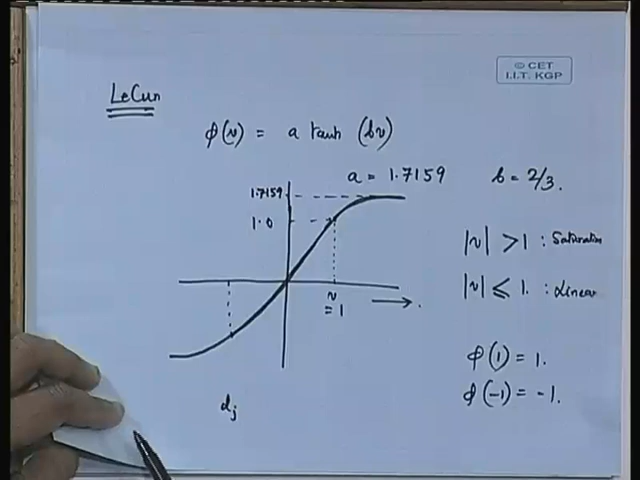 © CET
I.I.T. KGP
LeCun
φ(v) = a tanh (bv)
a = 1.7159 b = 2/3.
1.7159
1.0
|v| > 1 : Saturation
|v| ≤ 1. : Linear
v
= 1
φ(1) = 1.
φ(-1) = -1.
dj